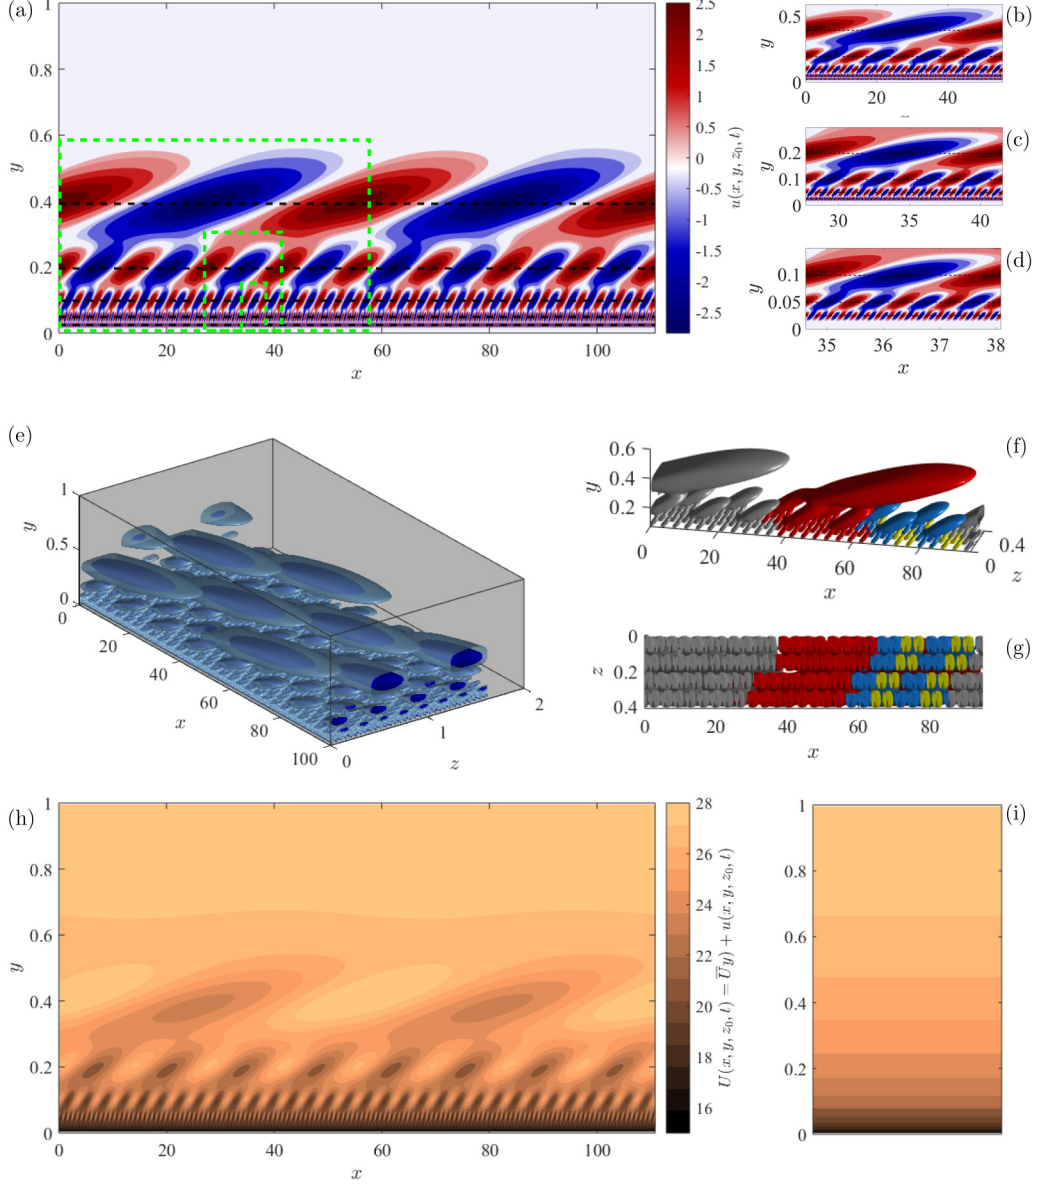 (a)
1
0.8
0.6
0.4
0.2
0
y
0 20 40 60 80 100
x
2.5
2
1.5
1
0.5
0
-0.5
-1
-1.5
-2
-2.5
u(x, y, z₀, t)
(b)
0.5
0
y
0 20 40
(c)
0.2
0.1
0
y
30 35 40
(d)
0.1
0.05
0
y
35 36 37 38
x
(e)
1
0.5
0
y
0 20 40 60 80 100
x
0 1 2
z
(f)
0.6
0.4
0.2
y
0 20 40 60 80
x
0.4
0
z
(g)
0
0.2
0.4
z
0 20 40 60 80
x
(h)
1
0.8
0.6
0.4
0.2
0
y
0 20 40 60 80 100
x
28
26
24
22
20
18
16
U(x, y, z₀, t) = U̅y) + u(x, y, z₀, t)
(i)
1
0.8
0.6
0.4
0.2
0